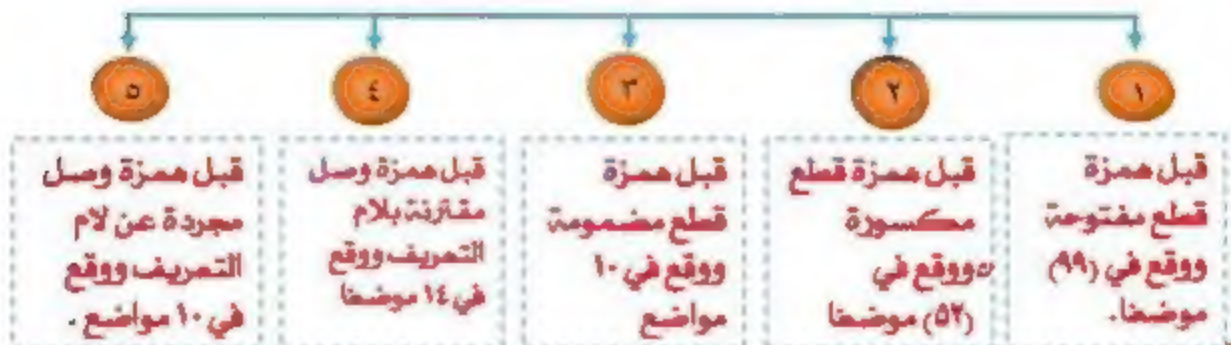 ١
قبل همزة
قطع مفتوحة
ووقع في (٩٩)
موضعا.
٢
قبل همزة قطع
مكسورة
ووقع في
(٥٢) موضعا
٣
قبل همزة
قطع مضمومة
ووقع في ١٠
مواضع
٤
قبل همزة وصل
مقترنة بلام
التعريف ووقع
في ١٤ موضعا
٥
قبل همزة وصل
مجردة عن لام
التعريف ووقع
في ١٠ مواضع .